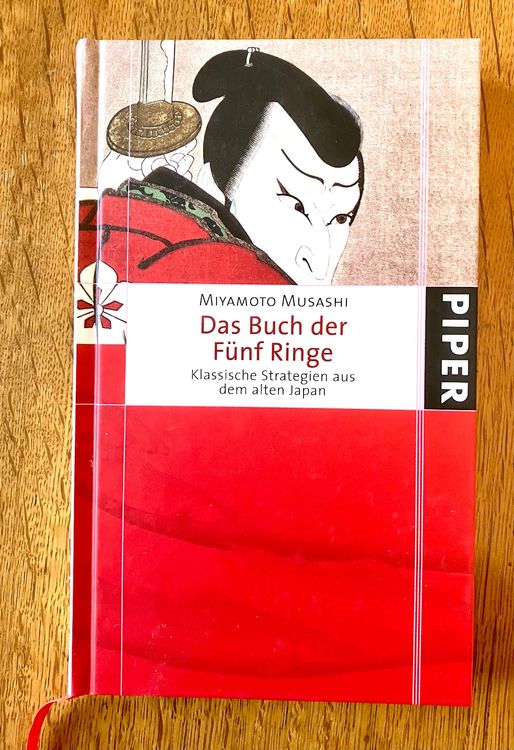 Miyamoto Musashi
Das Buch der
Fünf Ringe
Klassische Strategien aus
dem alten Japan
PIPER